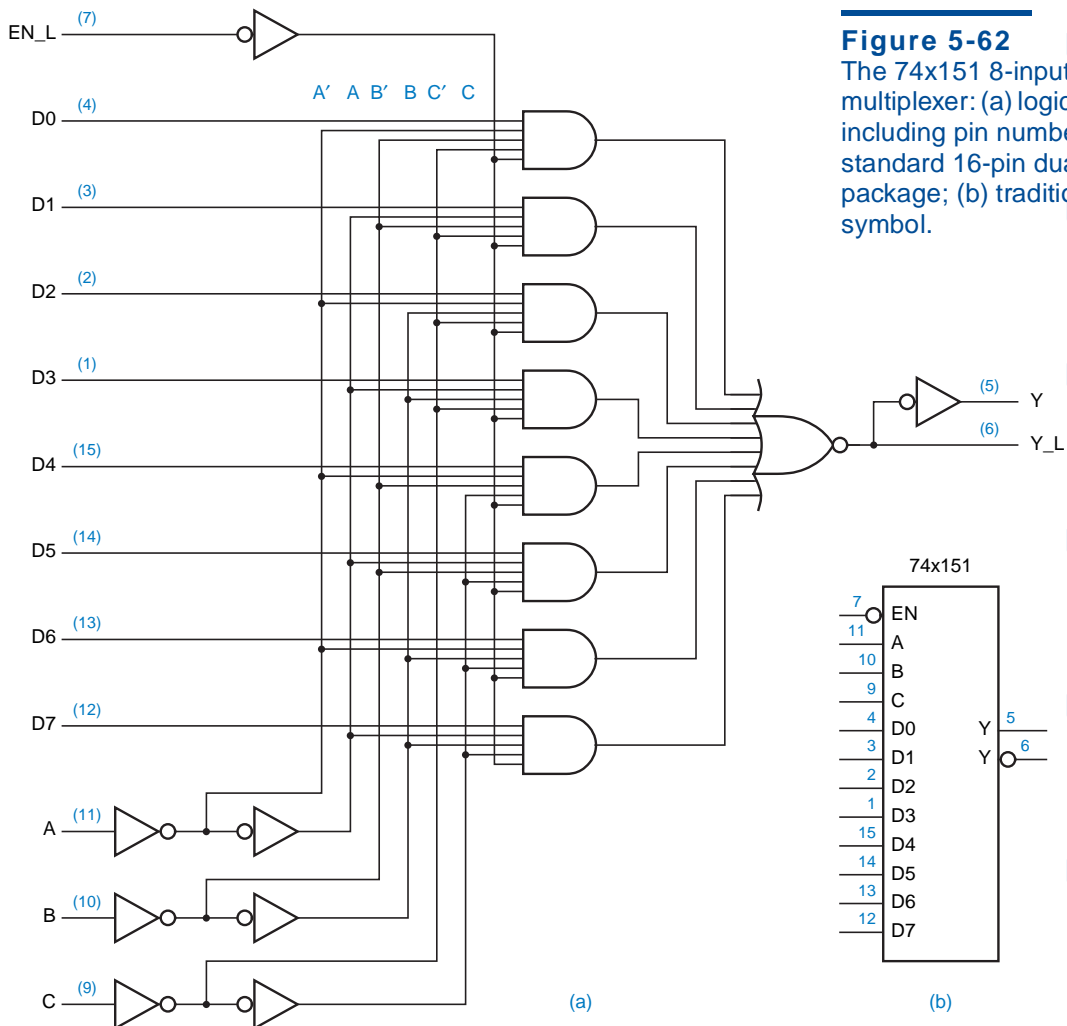 EN_L (7)
A′ A B′ B C′ C
D0 (4)
D1 (3)
D2 (2)
D3 (1)
D4 (15)
D5 (14)
D6 (13)
D7 (12)
A (11)
B (10)
C (9)
(5) Y
(6) Y_L
(a)
Figure 5-62
The 74x151 8-input
multiplexer: (a) logic
including pin numbe
standard 16-pin dua
package; (b) traditio
symbol.
74x151
7 EN
11 A
10 B
9 C
4 D0
3 D1
2 D2
1 D3
15 D4
14 D5
13 D6
12 D7
Y 5
Y 6
(b)